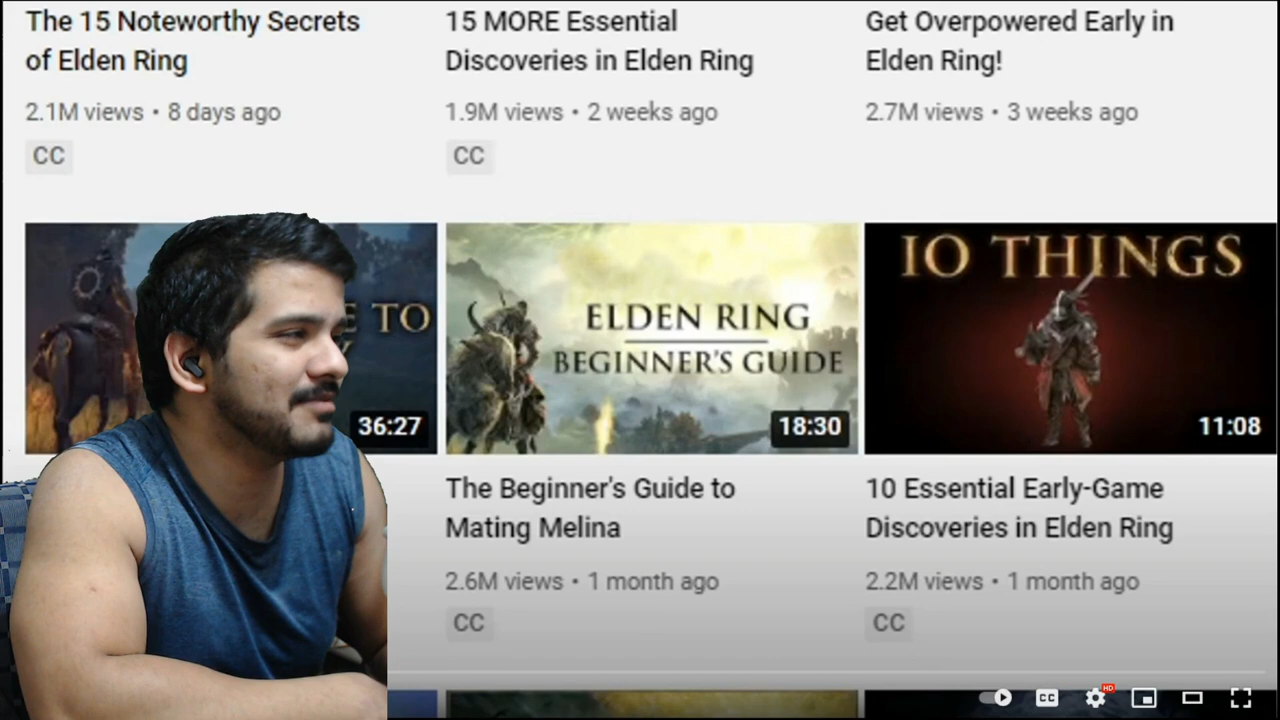 The 15 Noteworthy Secrets
of Elden Ring
2.1M views • 8 days ago
CC
15 MORE Essential
Discoveries in Elden Ring
1.9M views • 2 weeks ago
CC
Get Overpowered Early in
Elden Ring!
2.7M views • 3 weeks ago
TO
36:27
ELDEN RING
BEGINNER'S GUIDE
18:30
10 THINGS
11:08
The Beginner's Guide to
Mating Melina
2.6M views • 1 month ago
CC
10 Essential Early-Game
Discoveries in Elden Ring
2.2M views • 1 month ago
CC
CC
HD